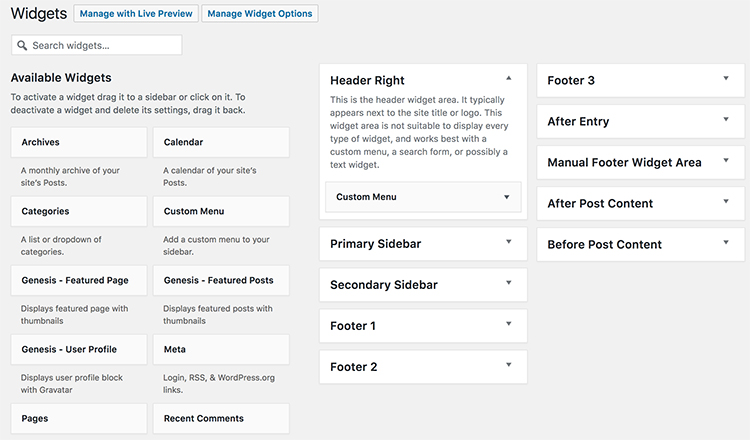 Widgets
Manage with Live Preview
Manage Widget Options
Search widgets...
Available Widgets
To activate a widget drag it to a sidebar or click on it. To
deactivate a widget and delete its settings, drag it back.
Archives
Calendar
A monthly archive of your
site's Posts.
A calendar of your site's
Posts.
Categories
Custom Menu
A list or dropdown of
categories.
Add a custom menu to your
sidebar.
Genesis - Featured Page
Genesis - Featured Posts
Displays featured page with
thumbnails
Displays featured posts with
thumbnails
Genesis - User Profile
Meta
Displays user profile block
with Gravatar
Login, RSS, & WordPress.org
links.
Pages
Recent Comments
Header Right
This is the header widget area. It typically
appears next to the site title or logo. This
widget area is not suitable to display every
type of widget, and works best with a
custom menu, a search form, or possibly a
text widget.
Custom Menu
Primary Sidebar
Secondary Sidebar
Footer 1
Footer 2
Footer 3
After Entry
Manual Footer Widget Area
After Post Content
Before Post Content